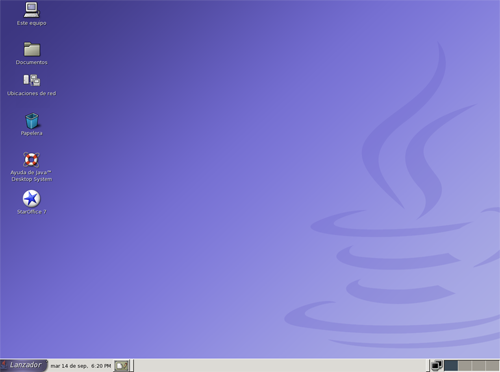 Este equipo
Documentos
Ubicaciones de red
Papelera
Ayuda de Java™
Desktop System
StarOffice 7
Lanzador
mar 14 de sep, 6:20 PM